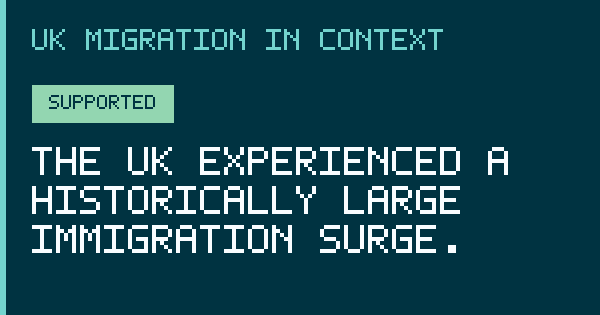 UK MIGRATION IN CONTEXT
SUPPORTED
THE UK EXPERIENCED A
HISTORICALLY LARGE
IMMIGRATION SURGE.